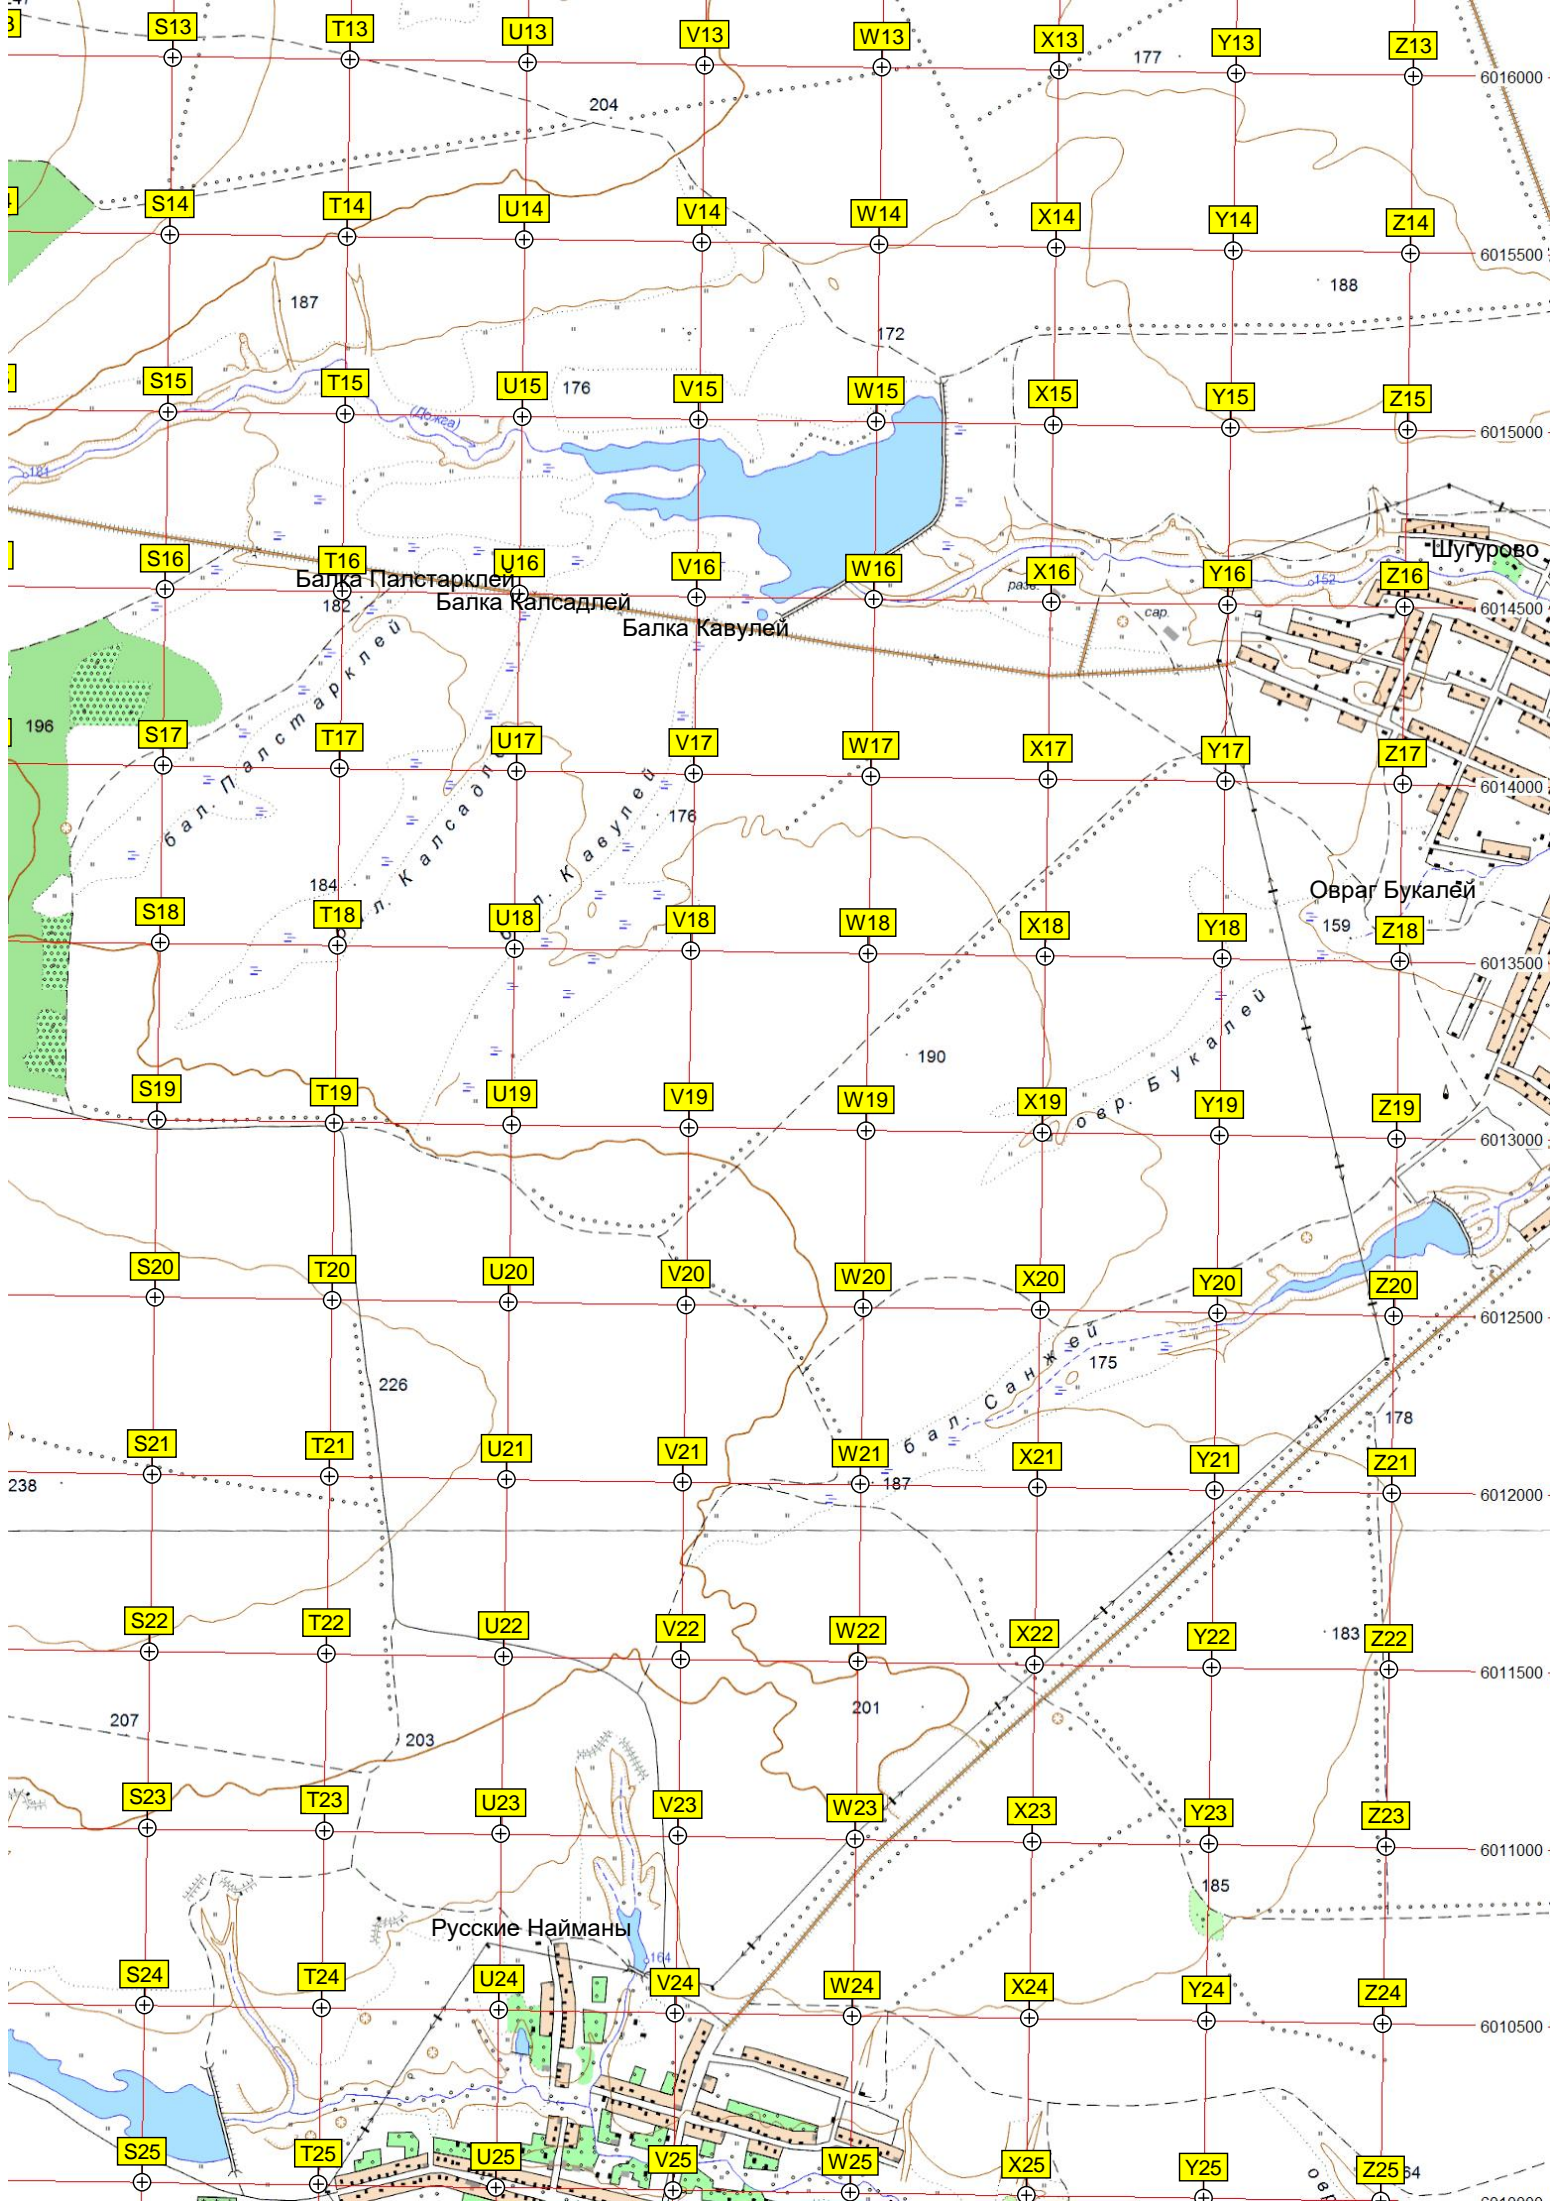 S13 T13 U13 V13 W13 X13 Y13 Z13
177
6016000
204
S14 T14 U14 V14 W14 X14 Y14 Z14
6015500
187
188
172
S15 T15 U15 176 V15 W15 X15 Y15 Z15
(Дожга)
6015000
181
Шугурово
S16 T16 U16 V16 W16 X16 Y16 Z16
152
Балка Палстарклей
182
Балка Калсадлей
сар.
6014500
Балка Кавулей
бал. Палстарклей
196
S17 T17 U17 V17 W17 X17 Y17 Z17
6014000
176
184
Овраг Букалей
159
S18 T18 U18 V18 W18 X18 Y18 Z18
6013500
овр. Букалей
190
S19 T19 U19 V19 W19 X19 Y19 Z19
6013000
S20 T20 U20 V20 W20 X20 Y20 Z20
6012500
бал. Санжей
175
226
178
S21 T21 U21 V21 W21 X21 Y21 Z21
238
187
6012000
S22 T22 U22 V22 W22 X22 Y22 183 Z22
6011500
201
207
203
S23 T23 U23 V23 W23 X23 Y23 Z23
6011000
185
Русские Найманы
164
S24 T24 U24 V24 W24 X24 Y24 Z24
6010500
S25 T25 U25 V25 W25 X25 Y25 Z25